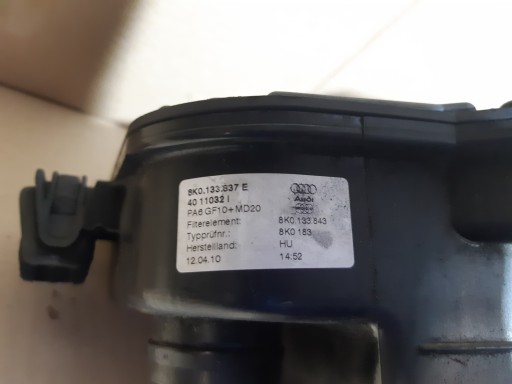 8K0.133.837 E
40 11032 I
PA6 GF10+MD20
Audi
Filterelement: 8K0 133 843
Typprüfnr.: 8K0 183
Herstellland: HU
12.04.10 14:52